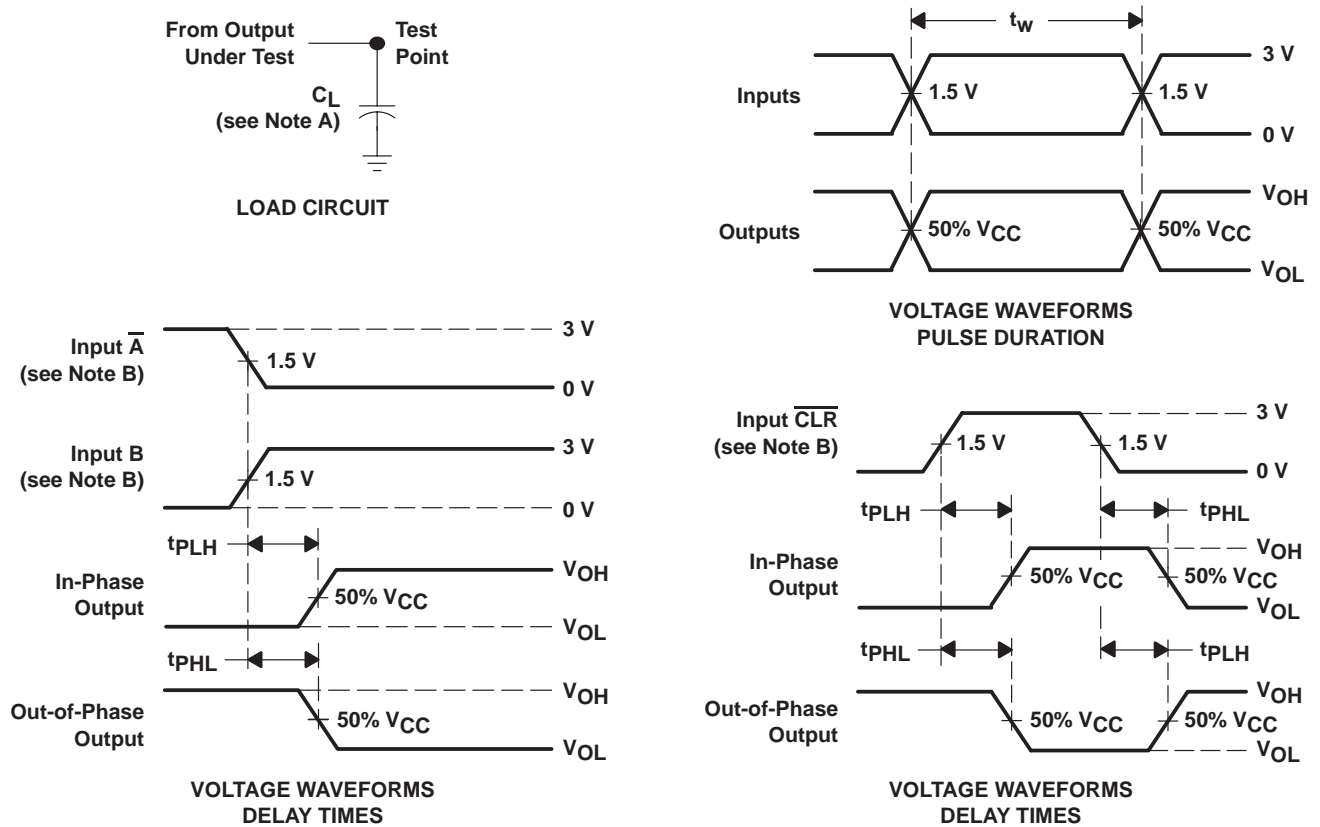 From Output
Under Test
Test
Point
CL
(see Note A)
LOAD CIRCUIT
tw
3 V
Inputs
1.5 V
1.5 V
0 V
VOH
Outputs
50% VCC
50% VCC
VOL
VOLTAGE WAVEFORMS
PULSE DURATION
Input A̅
(see Note B)
3 V
1.5 V
0 V
Input B
(see Note B)
3 V
1.5 V
0 V
tPLH
In-Phase
Output
VOH
50% VCC
VOL
tPHL
Out-of-Phase
Output
VOH
50% VCC
VOL
VOLTAGE WAVEFORMS
DELAY TIMES
Input C̅L̅R̅
(see Note B)
3 V
1.5 V
1.5 V
0 V
tPLH
tPHL
In-Phase
Output
VOH
50% VCC
50% VCC
VOL
tPHL
tPLH
Out-of-Phase
Output
VOH
50% VCC
50% VCC
VOL
VOLTAGE WAVEFORMS
DELAY TIMES